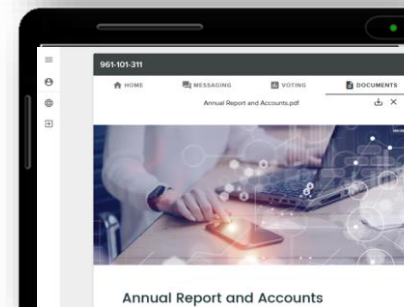 961-101-311
HOME MESSAGING VOTING DOCUMENTS
Annual Report and Accounts.pdf
Annual Report and Accounts